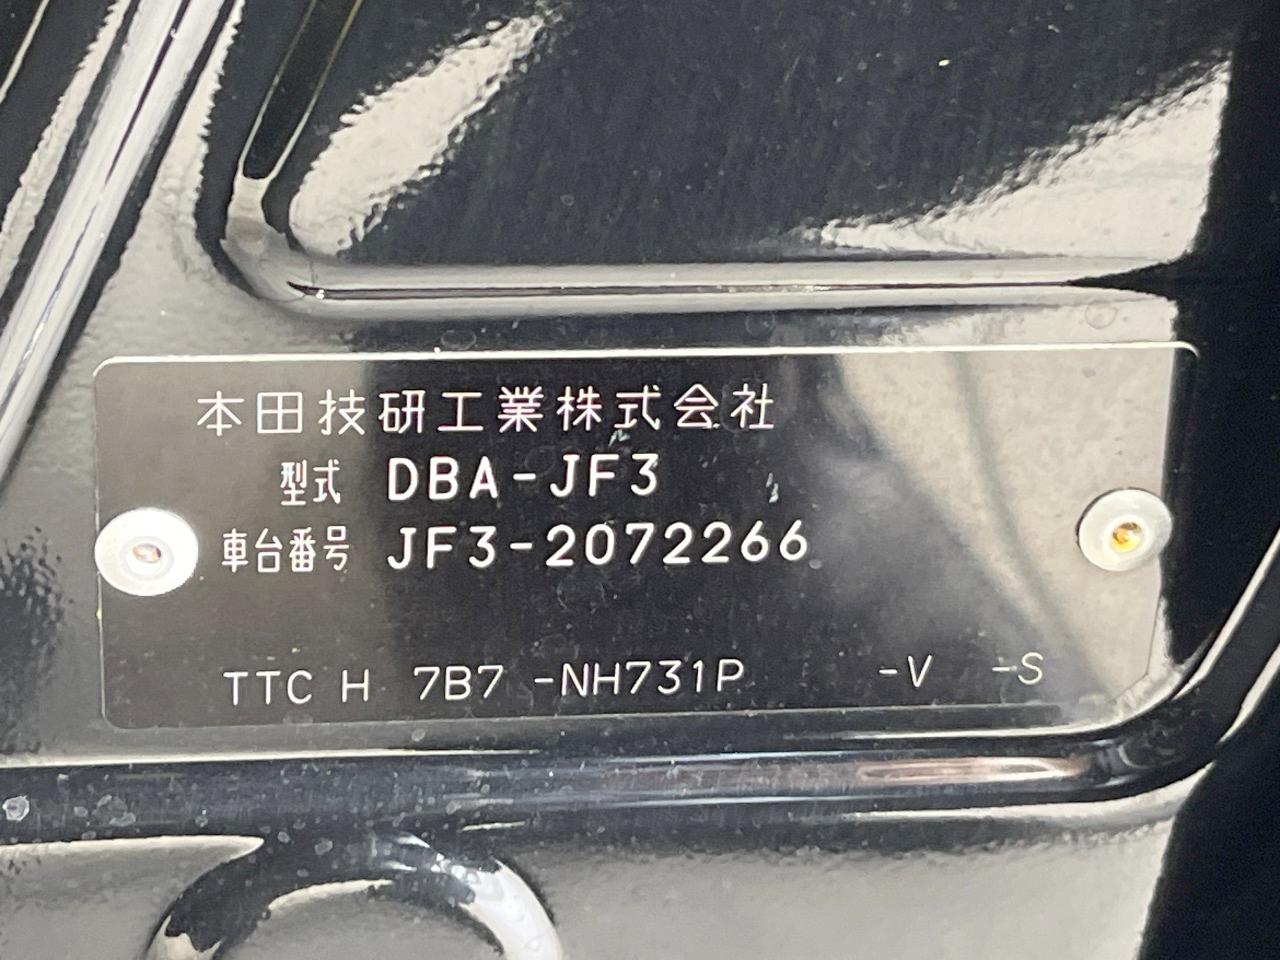 本田技研工業株式会社
型式 DBA-JF3
車台番号 JF3-2072266
TTC H 7B7 -NH731P -V -S